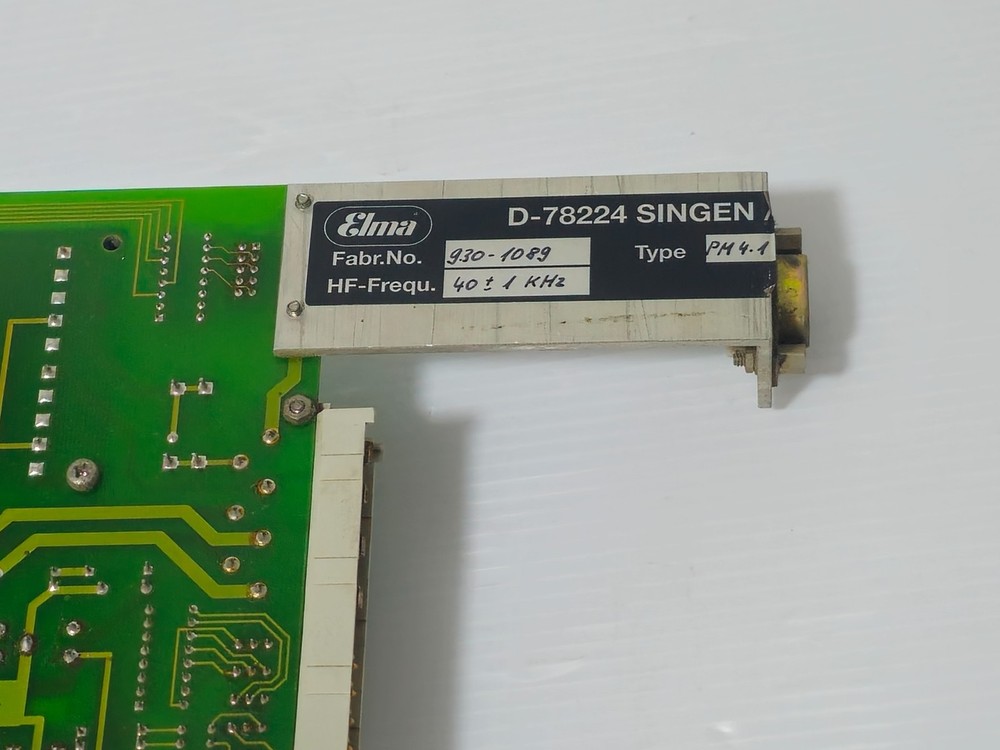 Elma D-78224 SINGEN
Fabr.No. 930-1089 Type PM 4.1
HF-Frequ. 40 ± 1 KHz